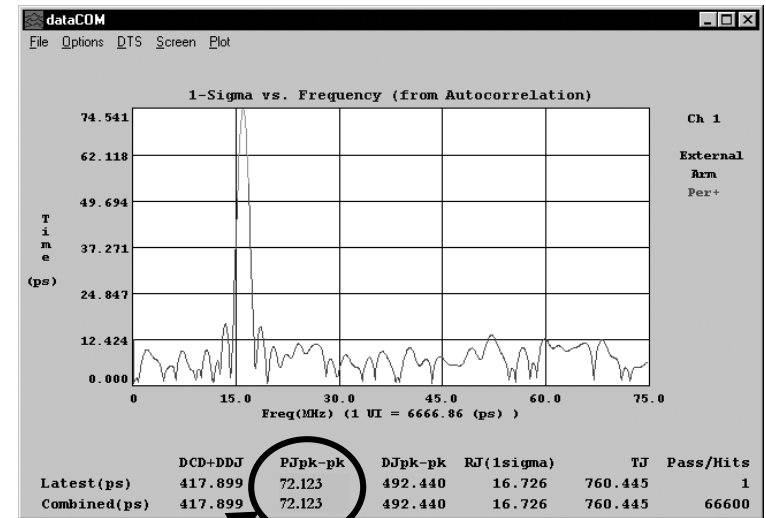 dataCOM
File Options DTS Screen Plot
1-Sigma vs. Frequency (from Autocorrelation)
74.541
62.118
49.694
37.271
24.847
12.424
0.000
Time
(ps)
Ch 1
External
Arm
Per+
0 15.0 30.0 45.0 60.0 75.0
Freq(MHz) (1 UI = 6666.86 (ps) )
DCD+DDJ PJpk-pk DJpk-pk RJ(1sigma) TJ Pass/Hits
Latest(ps) 417.899 72.123 492.440 16.726 760.445 1
Combined(ps) 417.899 72.123 492.440 16.726 760.445 66600